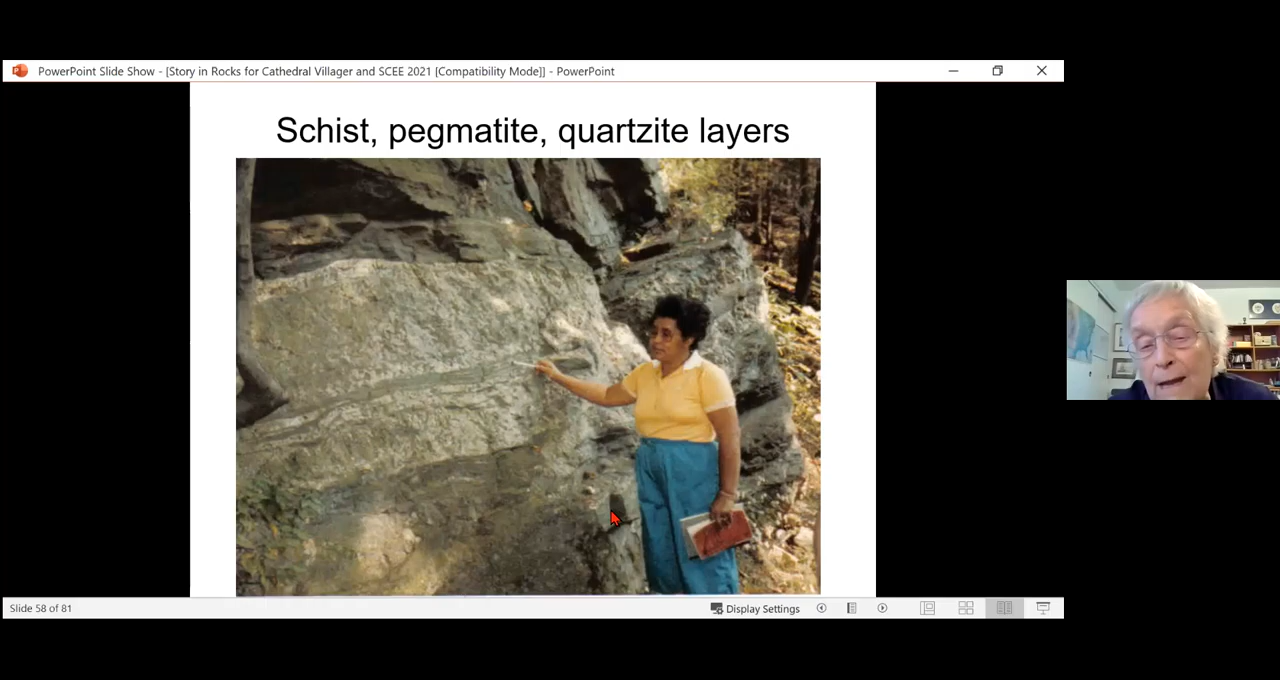 PowerPoint Slide Show - [Story in Rocks for Cathedral Villager and SCEE 2021 [Compatibility Mode]] - PowerPoint
Schist, pegmatite, quartzite layers
Slide 58 of 81
Display Settings